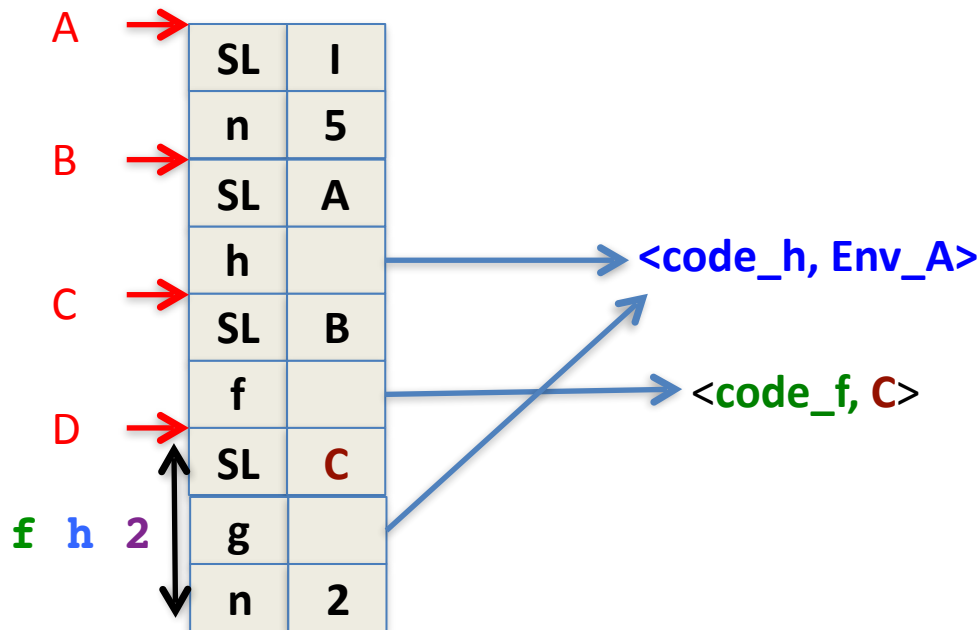 A
SL I
n 5
B
SL A
h
<code_h, Env_A>
C
SL B
f
<code_f, C>
D
SL C
f h 2
g
n 2